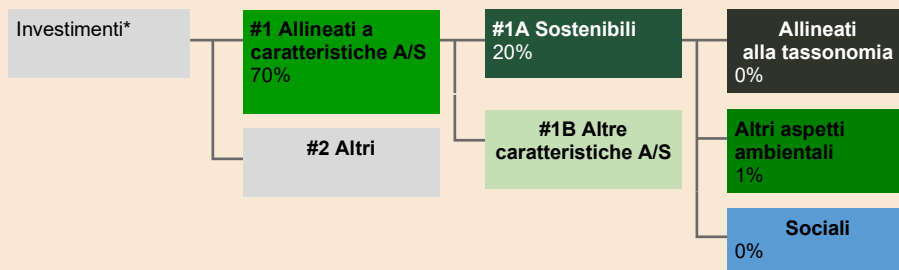 Investimenti*
#1 Allineati a
caratteristiche A/S
70%
#2 Altri
#1A Sostenibili
20%
#1B Altre
caratteristiche A/S
Allineati
alla tassonomia
0%
Altri aspetti
ambientali
1%
Sociali
0%